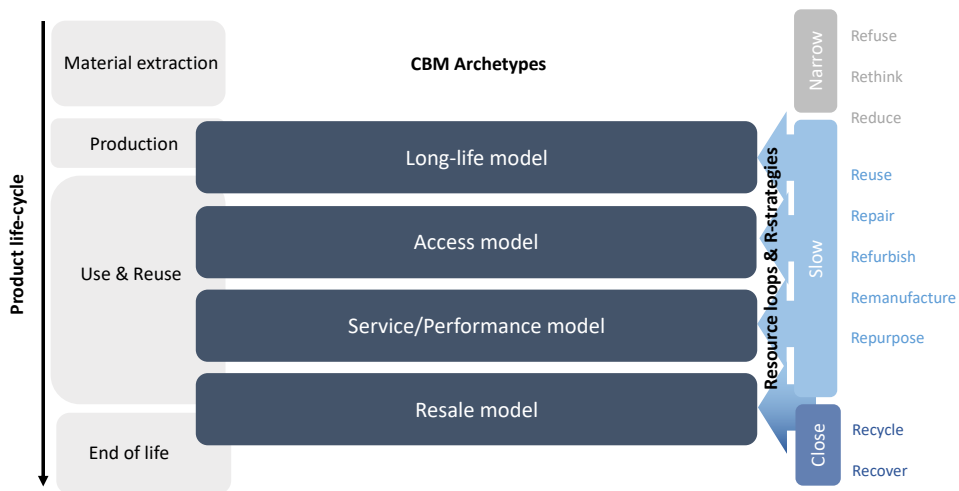 Product life-cycle
Material extraction
Production
Use & Reuse
End of life
CBM Archetypes
Long-life model
Access model
Service/Performance model
Resale model
Resource loops & R-strategies
Narrow
Slow
Close
Refuse
Rethink
Reduce
Reuse
Repair
Refurbish
Remanufacture
Repurpose
Recycle
Recover